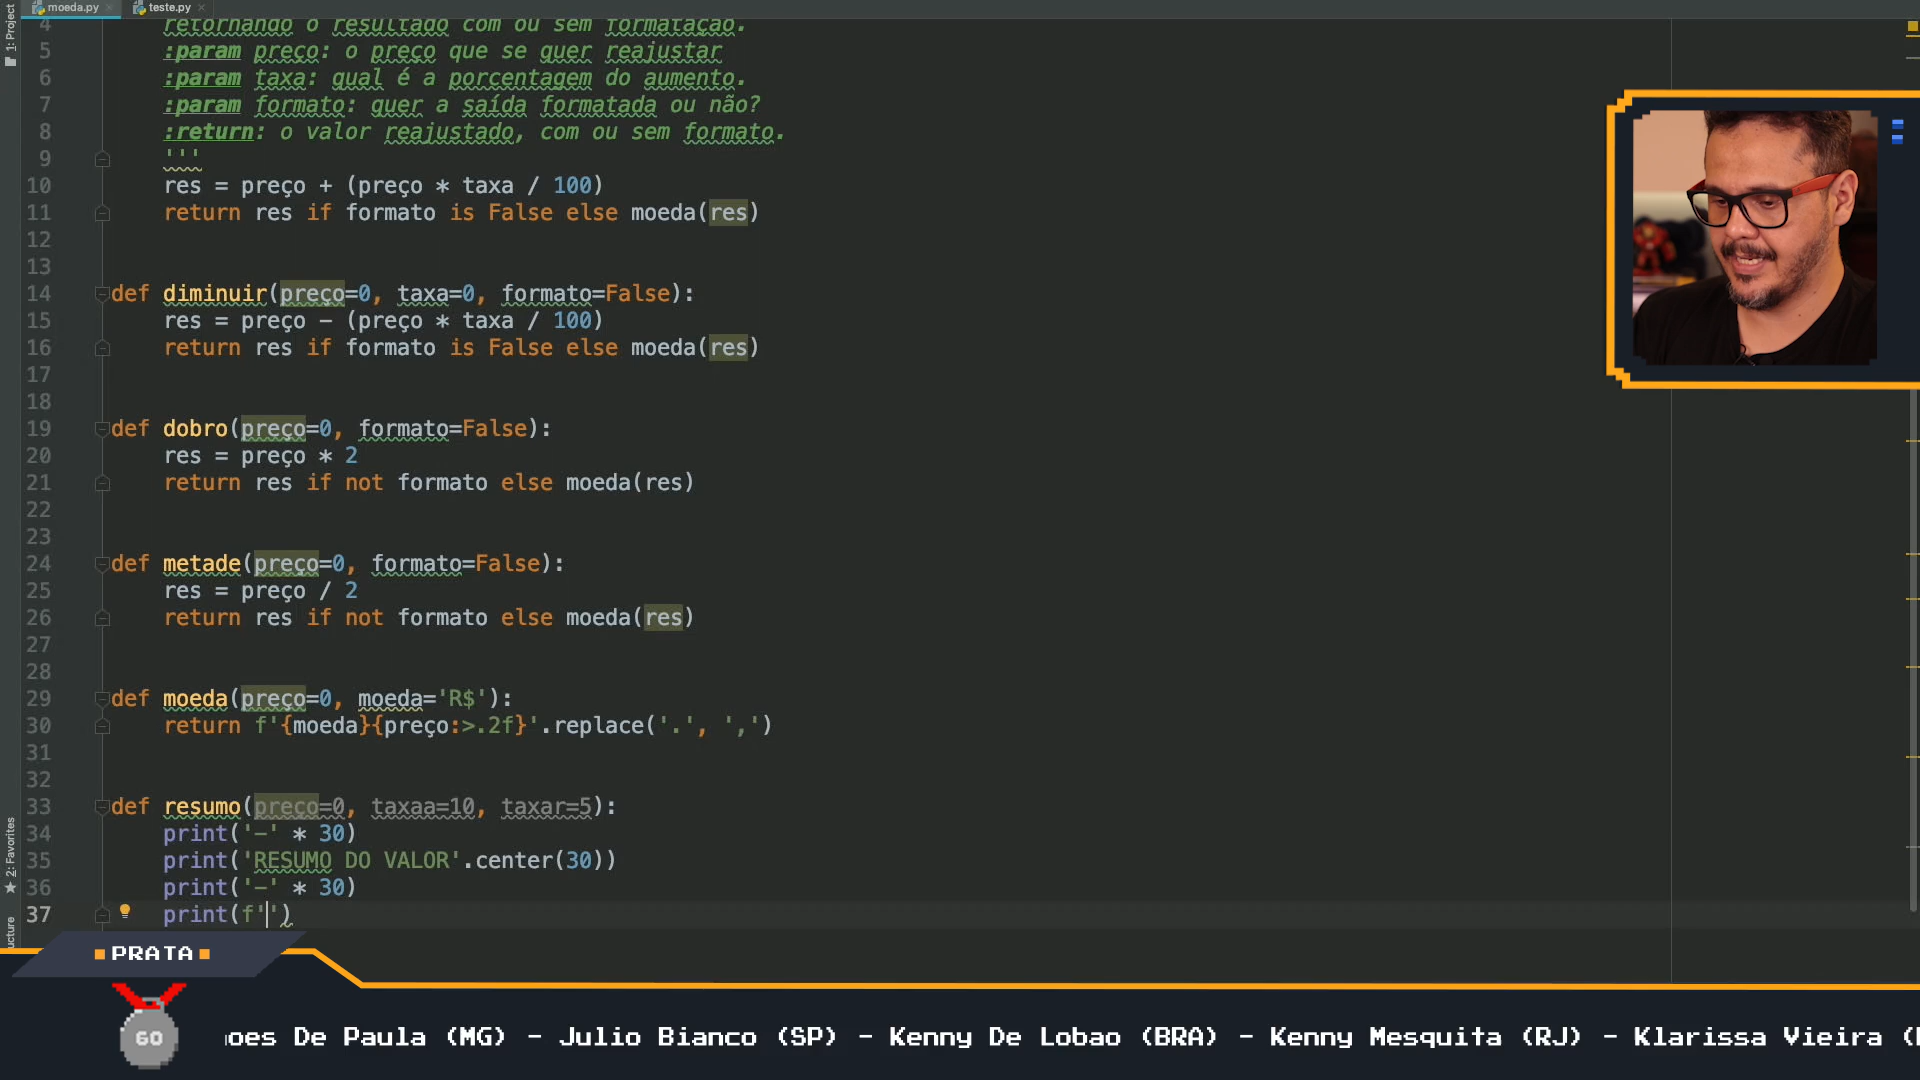 moeda.py
teste.py
1: Project
2: Favorites
ucture
4 retornando o resultado com ou sem formatação.
5 :param preço: o preço que se quer reajustar
6 :param taxa: qual é a porcentagem do aumento.
7 :param formato: quer a saída formatada ou não?
8 :return: o valor reajustado, com ou sem formato.
9 '''
10 res = preço + (preço * taxa / 100)
11 return res if formato is False else moeda(res)
12
13
14 def diminuir(preço=0, taxa=0, formato=False):
15 res = preço - (preço * taxa / 100)
16 return res if formato is False else moeda(res)
17
18
19 def dobro(preço=0, formato=False):
20 res = preço * 2
21 return res if not formato else moeda(res)
22
23
24 def metade(preço=0, formato=False):
25 res = preço / 2
26 return res if not formato else moeda(res)
27
28
29 def moeda(preço=0, moeda='R$'):
30 return f'{moeda}{preço:>.2f}'.replace('.', ',')
31
32
33 def resumo(preço=0, taxaa=10, taxar=5):
34 print('-' * 30)
35 print('RESUMO DO VALOR'.center(30))
36 print('-' * 30)
37 print(f'')
PRATA
60
oes De Paula (MG) - Julio Bianco (SP) - Kenny De Lobao (BRA) - Kenny Mesquita (RJ) - Klarissa Vieira (